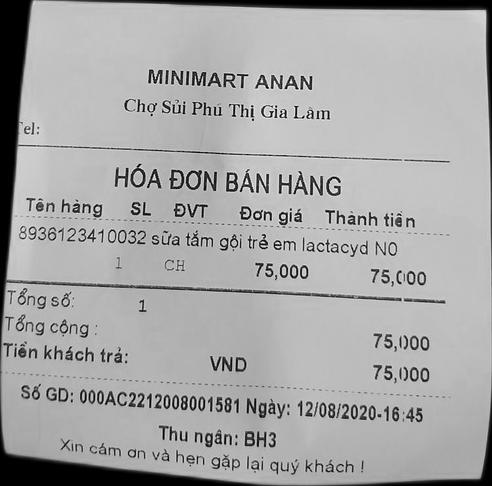 MINIMART ANAN
Chợ Sủi Phú Thị Gia Lâm
Tel:
HÓA ĐƠN BÁN HÀNG
Tên hàng SL ĐVT Đơn giá Thành tiền
8936123410032 sữa tắm gội trẻ em lactacyd N0
1 CH 75,000 75,000
Tổng số: 1
Tổng cộng : 75,000
Tiền khách trả: VND 75,000
Số GD: 000AC2212008001581 Ngày: 12/08/2020-16:45
Thu ngân: BH3
Xin cám ơn và hẹn gặp lại quý khách !